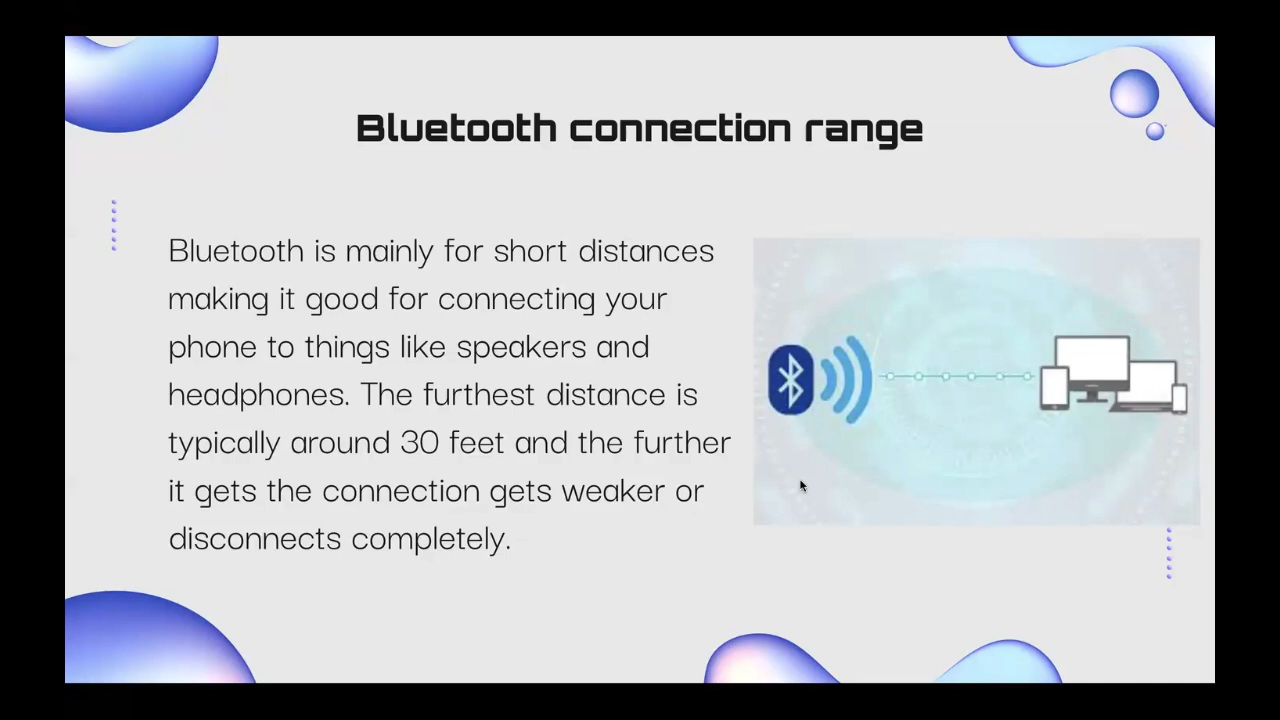 Bluetooth connection range
Bluetooth is mainly for short distances
making it good for connecting your
phone to things like speakers and
headphones. The furthest distance is
typically around 30 feet and the further
it gets the connection gets weaker or
disconnects completely.